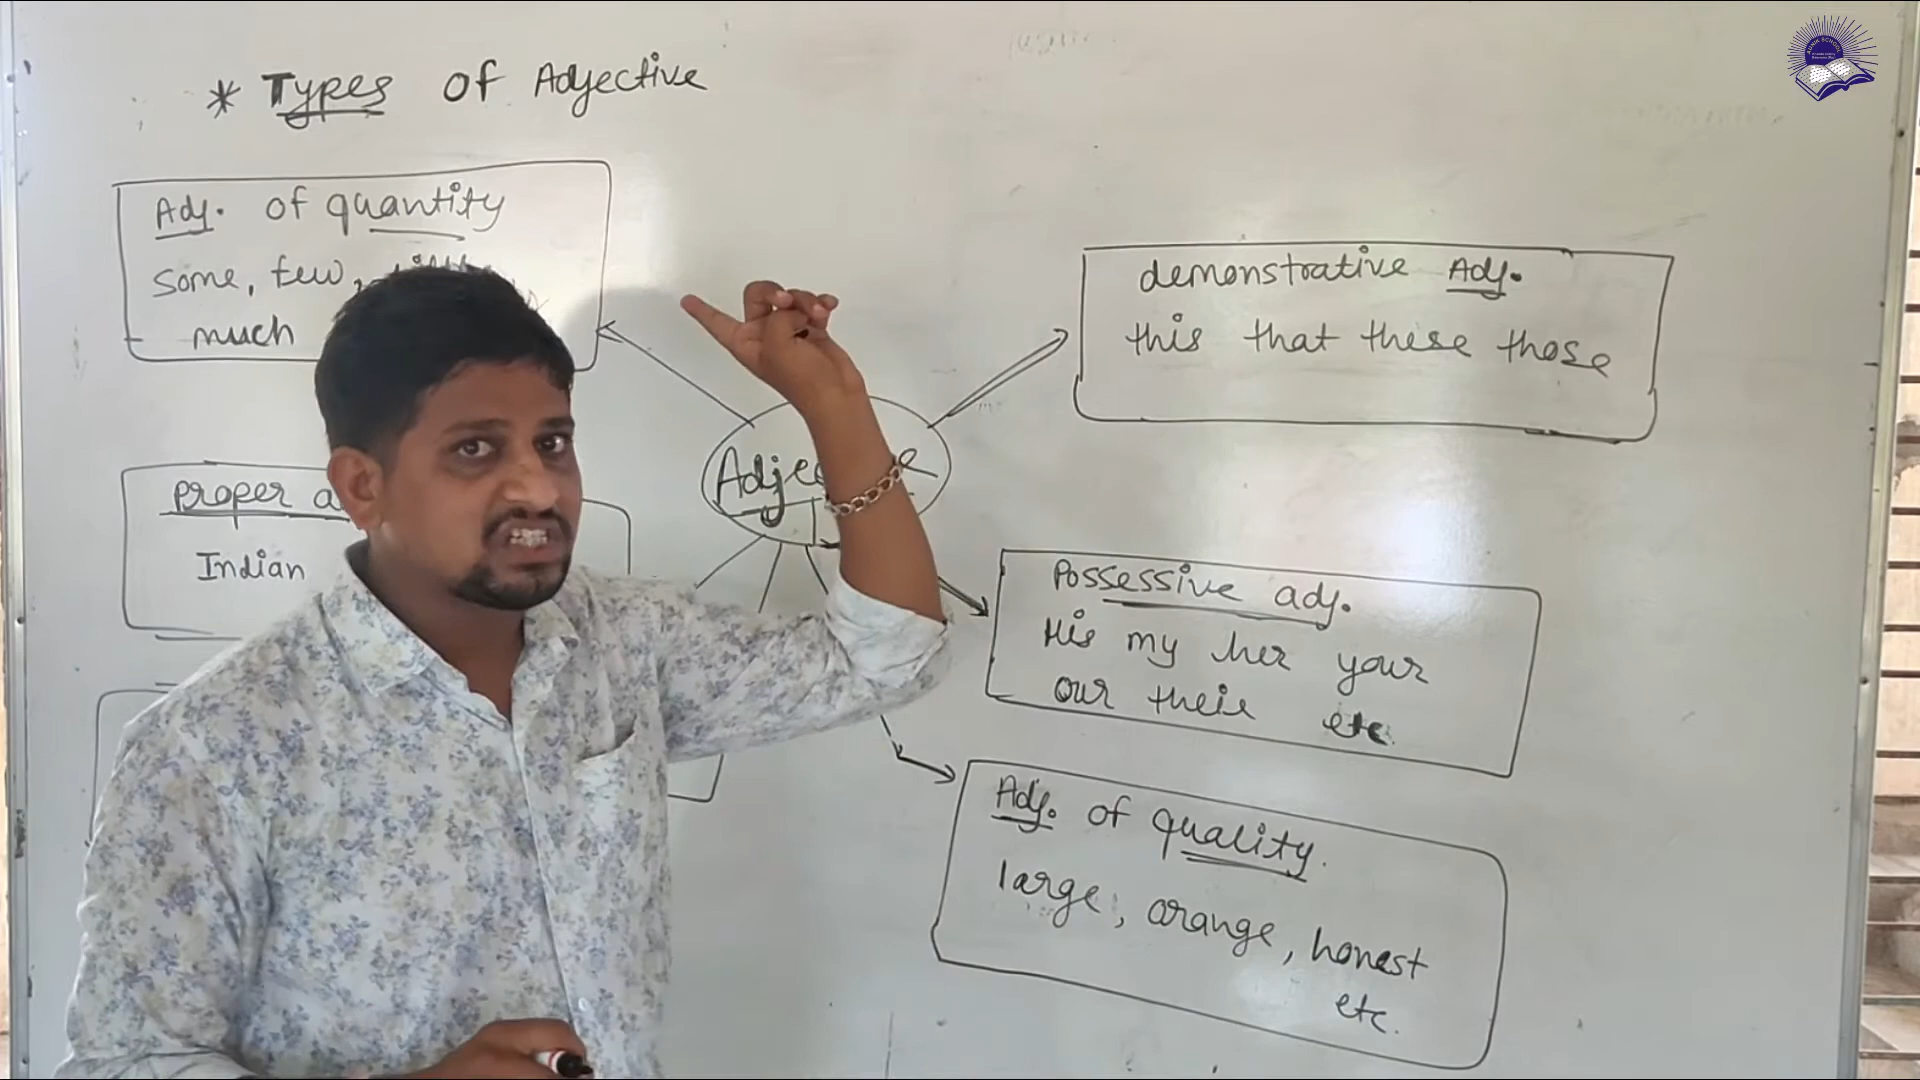 * Types of Adjective
Adj. of quantity
some, few,
much
demonstrative Adj.
this that these those
Adjective
proper a
Indian
Possessive adj.
His my her your
our their etc.
Adj. of quality.
large, orange, honest
etc.